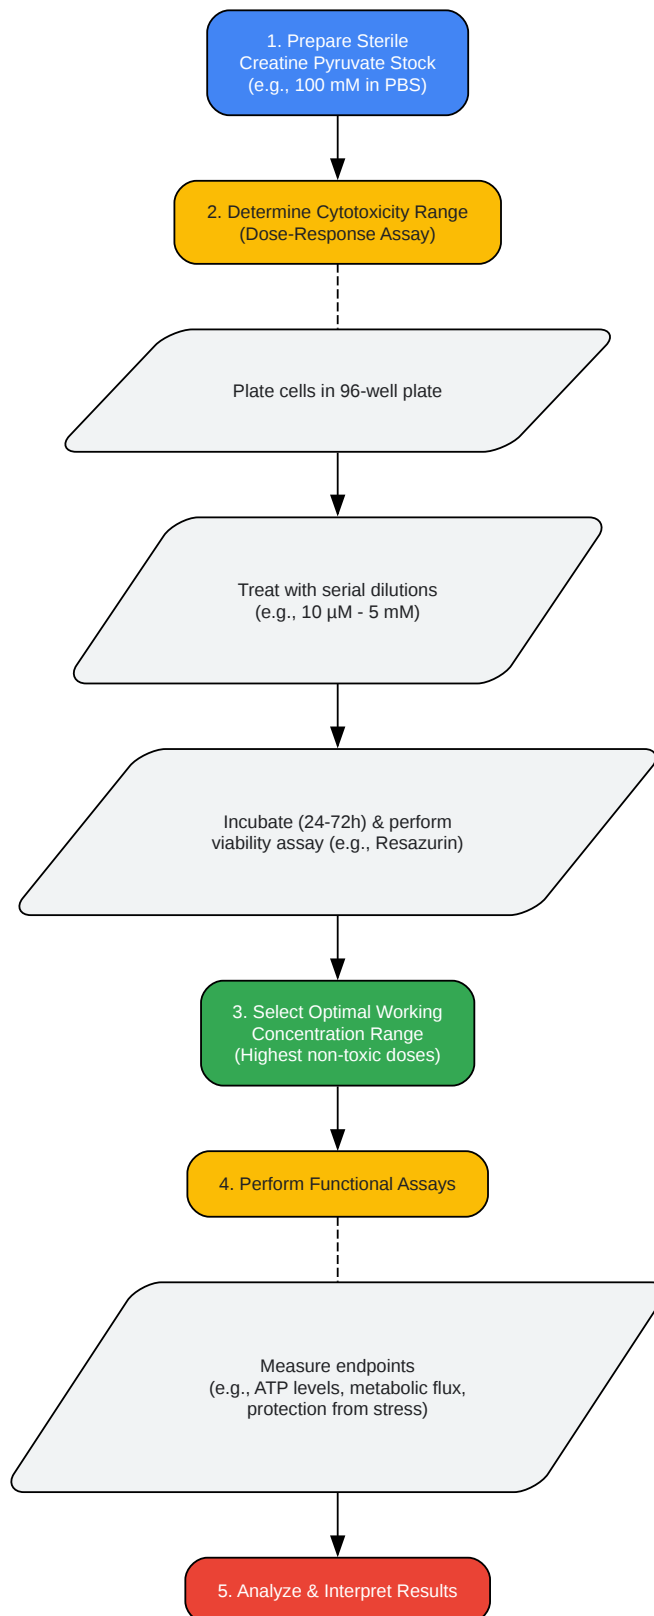 1. Prepare Sterile
Creatine Pyruvate Stock
(e.g., 100 mM in PBS)
2. Determine Cytotoxicity Range
(Dose-Response Assay)
Plate cells in 96-well plate
Treat with serial dilutions
(e.g., 10 µM - 5 mM)
Incubate (24-72h) & perform
viability assay (e.g., Resazurin)
3. Select Optimal Working
Concentration Range
(Highest non-toxic doses)
4. Perform Functional Assays
Measure endpoints
(e.g., ATP levels, metabolic flux,
protection from stress)
5. Analyze & Interpret Results